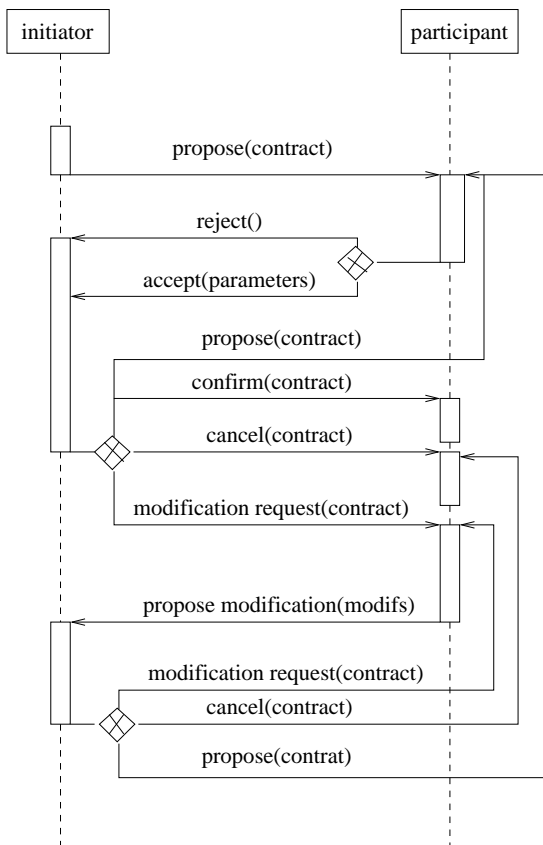 initiator
participant
propose(contract)
reject()
accept(parameters)
propose(contract)
confirm(contract)
cancel(contract)
modification request(contract)
propose modification(modifs)
modification request(contract)
cancel(contract)
propose(contrat)